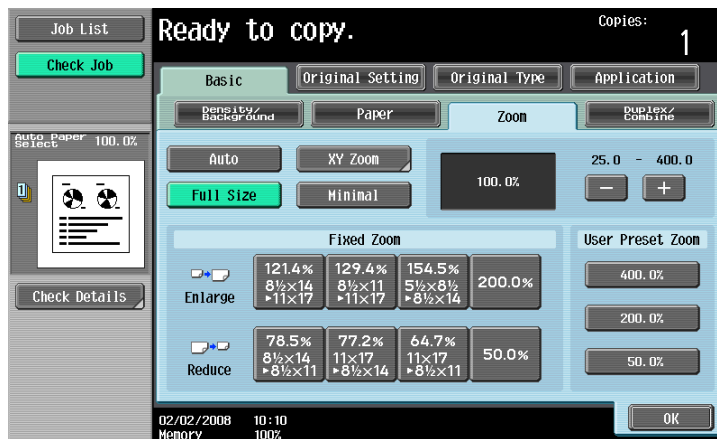 Job List
Check Job
Ready to copy.
Copies:
1
Basic
Original Setting
Original Type
Application
Density/
Background
Paper
Zoom
Duplex/
Combine
Auto Paper
Select
100.0%
1
Check Details
Auto
XY Zoom
Full Size
Minimal
100.0%
25.0 - 400.0
− +
Fixed Zoom
Enlarge
121.4%
8½×14
▸11×17
129.4%
8½×11
▸11×17
154.5%
5½×8½
▸8½×14
200.0%
Reduce
78.5%
8½×14
▸8½×11
77.2%
11×17
▸8½×14
64.7%
11×17
▸8½×11
50.0%
User Preset Zoom
400.0%
200.0%
50.0%
02/02/2008 10:10
Memory 100%
OK